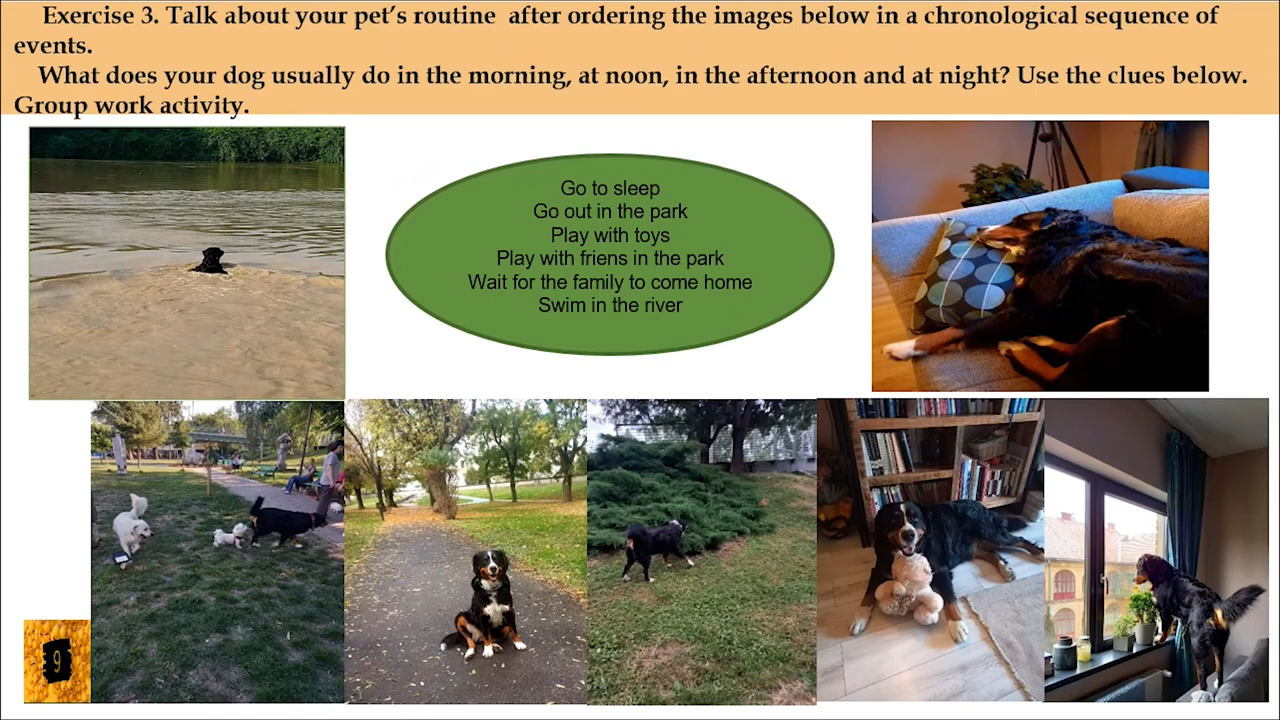 Exercise 3. Talk about your pet's routine after ordering the images below in a chronological sequence of
events.
What does your dog usually do in the morning, at noon, in the afternoon and at night? Use the clues below.
Group work activity.
Go to sleep
Go out in the park
Play with toys
Play with friens in the park
Wait for the family to come home
Swim in the river
9